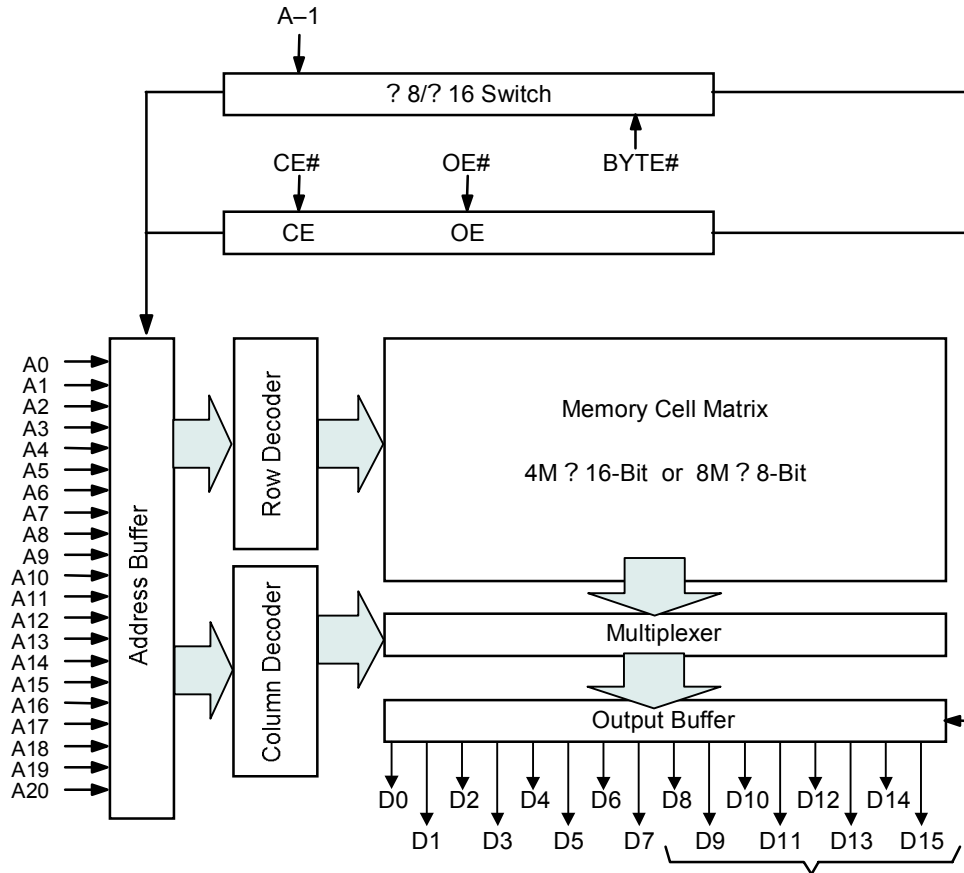 A–1
? 8/? 16 Switch
CE# OE# BYTE#
CE OE
A0
A1
A2
A3
A4
A5
A6
A7
A8
A9
A10
A11
A12
A13
A14
A15
A16
A17
A18
A19
A20
Address Buffer
Row Decoder
Column Decoder
Memory Cell Matrix
4M ? 16-Bit or 8M ? 8-Bit
Multiplexer
Output Buffer
D0 D2 D4 D6 D8 D10 D12 D14
D1 D3 D5 D7 D9 D11 D13 D15